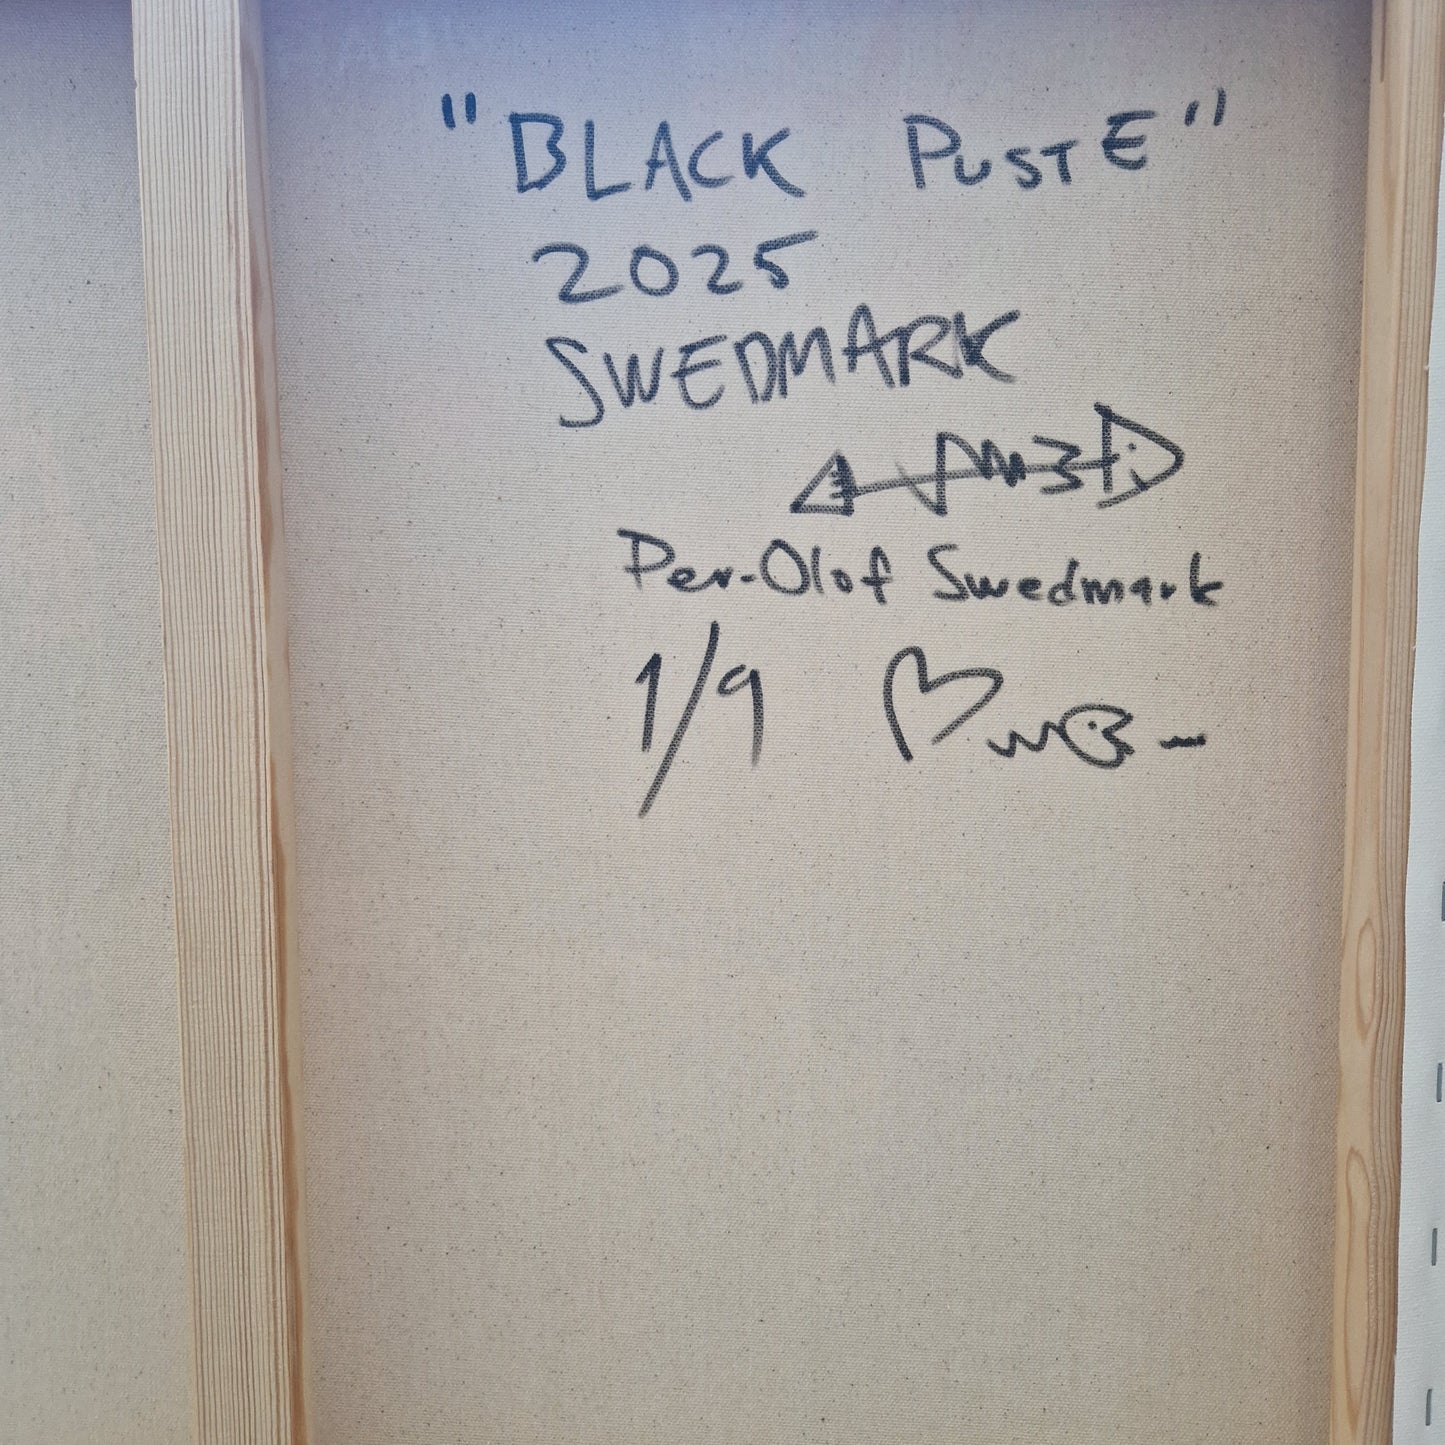 "BLACK PUSTE"
2025
SWEDMARK
Per-Olof Swedmark
1/9